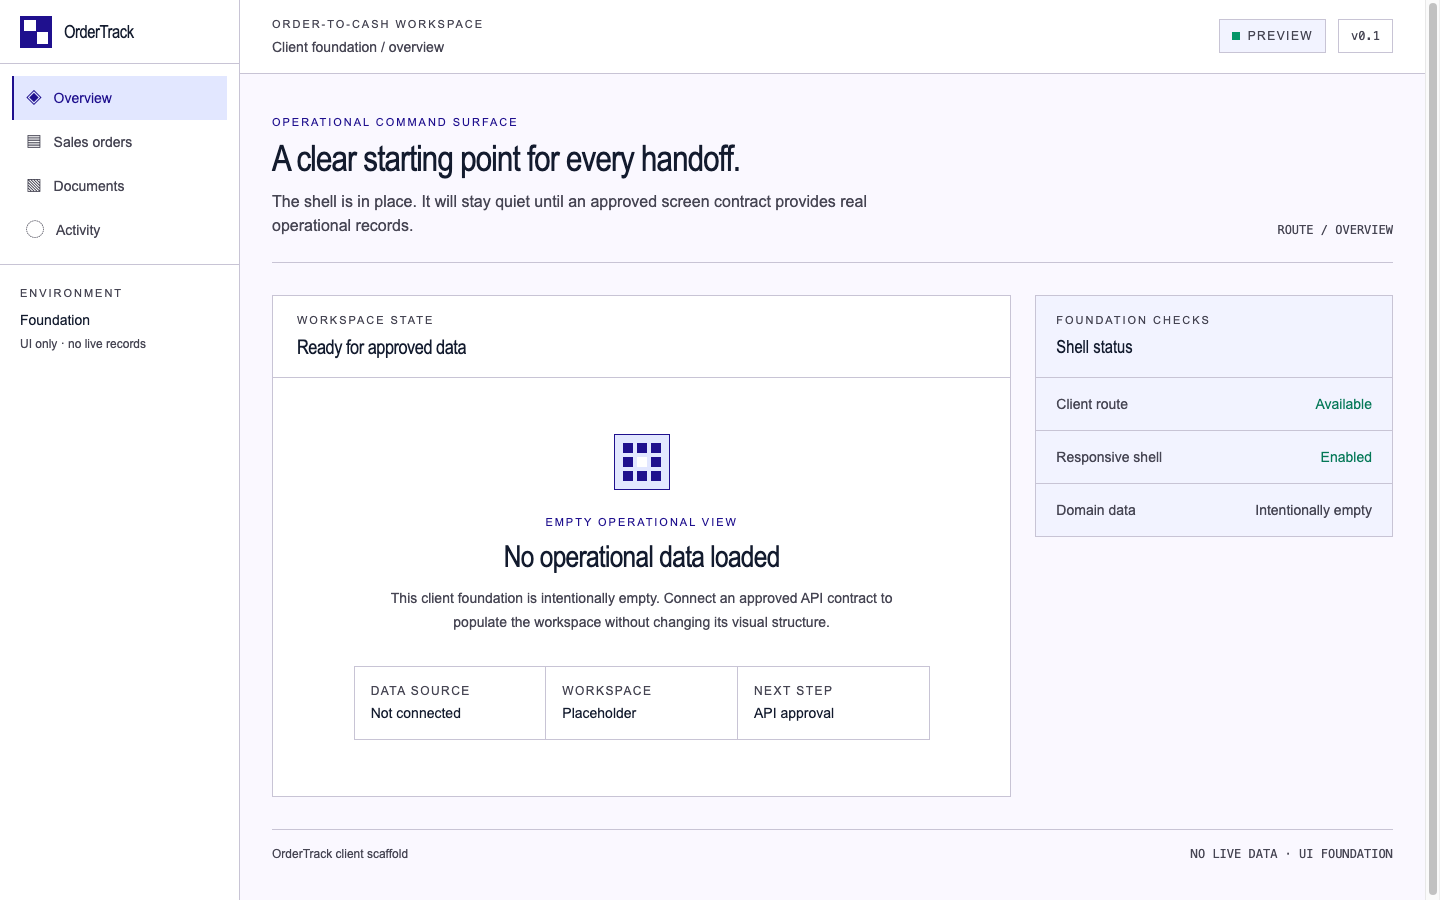 OrderTrack
Overview
Sales orders
Documents
Activity
ENVIRONMENT
Foundation
UI only · no live records
ORDER-TO-CASH WORKSPACE
Client foundation / overview
PREVIEW
v0.1
OPERATIONAL COMMAND SURFACE
A clear starting point for every handoff.
The shell is in place. It will stay quiet until an approved screen contract provides real
operational records.
ROUTE / OVERVIEW
WORKSPACE STATE
Ready for approved data
EMPTY OPERATIONAL VIEW
No operational data loaded
This client foundation is intentionally empty. Connect an approved API contract to
populate the workspace without changing its visual structure.
DATA SOURCE
Not connected
WORKSPACE
Placeholder
NEXT STEP
API approval
FOUNDATION CHECKS
Shell status
Client route
Available
Responsive shell
Enabled
Domain data
Intentionally empty
OrderTrack client scaffold
NO LIVE DATA · UI FOUNDATION